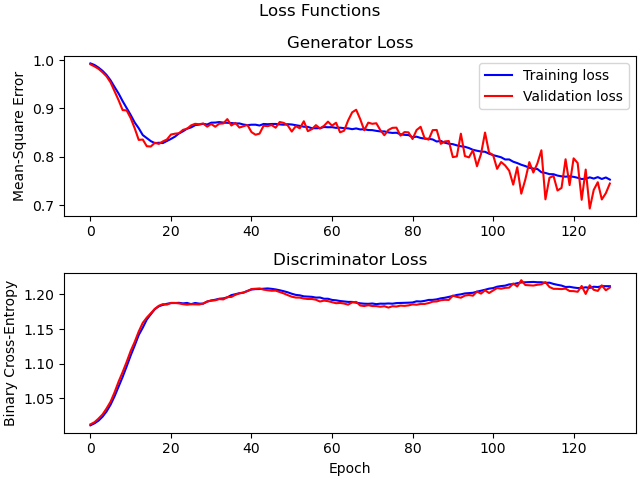 Loss Functions
Generator Loss
Mean-Square Error
1.0
0.9
0.8
0.7
Training loss
Validation loss
0 20 40 60 80 100 120
Discriminator Loss
Binary Cross-Entropy
1.20
1.15
1.10
1.05
0 20 40 60 80 100 120
Epoch